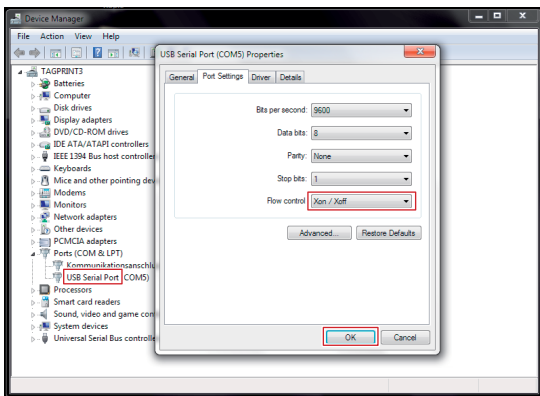 Device Manager
File Action View Help
TAGPRINT3
Batteries
Computer
Disk drives
Display adapters
DVD/CD-ROM drives
IDE ATA/ATAPI controllers
IEEE 1394 Bus host controller
Keyboards
Mice and other pointing dev
Modems
Monitors
Network adapters
Other devices
PCMCIA adapters
Ports (COM & LPT)
Kommunikationsanschlu
USB Serial Port (COM5)
Processors
Smart card readers
Sound, video and game con
System devices
Universal Serial Bus controlle
USB Serial Port (COM5) Properties
General Port Settings Driver Details
Bits per second: 9600
Data bits: 8
Parity: None
Stop bits: 1
Flow control Xon / Xoff
Advanced... Restore Defaults
OK Cancel